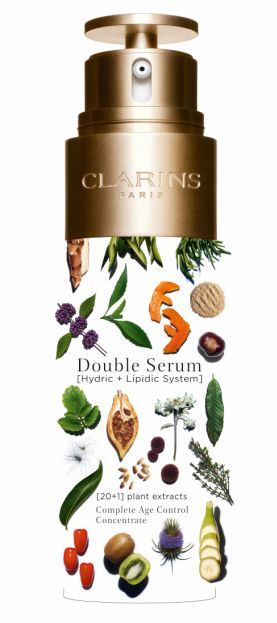 CLARINS
PARIS
Double Serum
[Hydric + Lipidic System]
[20+1] plant extracts
Complete Age Control
Concentrate